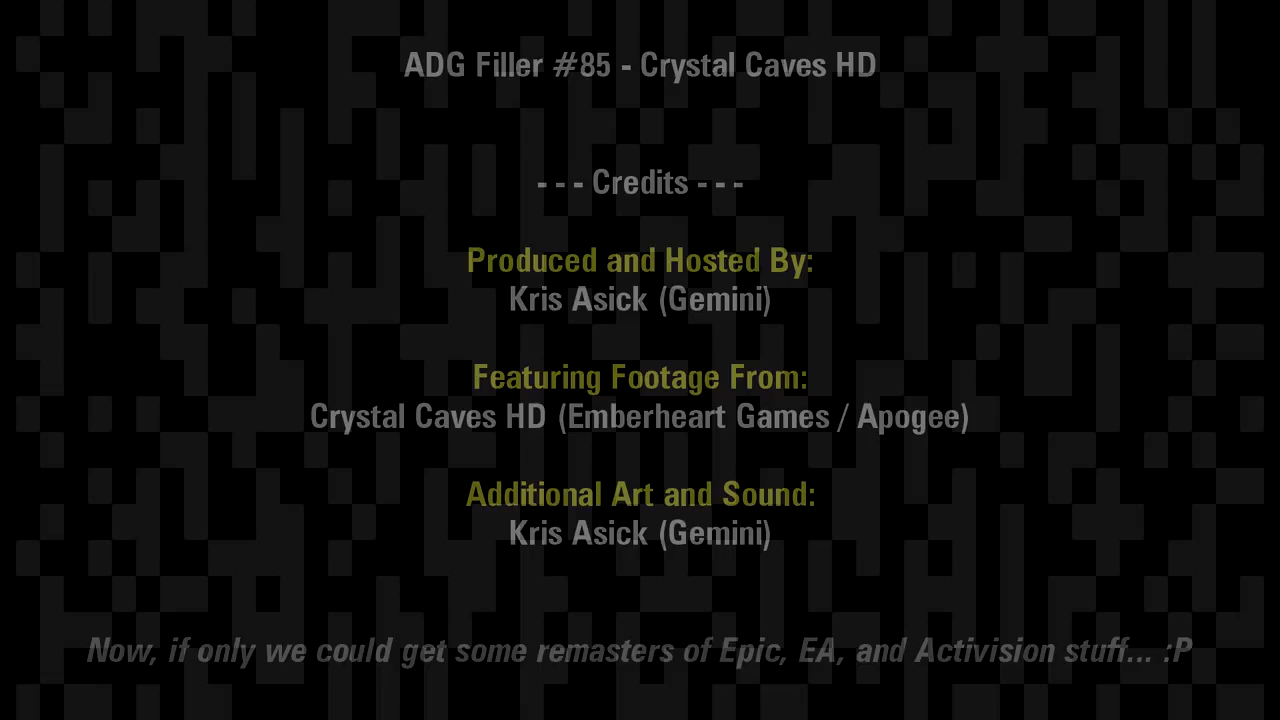 ADG Filler #85 - Crystal Caves HD
- - - Credits - - -
Produced and Hosted By:
Kris Asick (Gemini)
Featuring Footage From:
Crystal Caves HD (Emberheart Games / Apogee)
Additional Art and Sound:
Kris Asick (Gemini)
Now, if only we could get some remasters of Epic, EA, and Activision stuff... :P